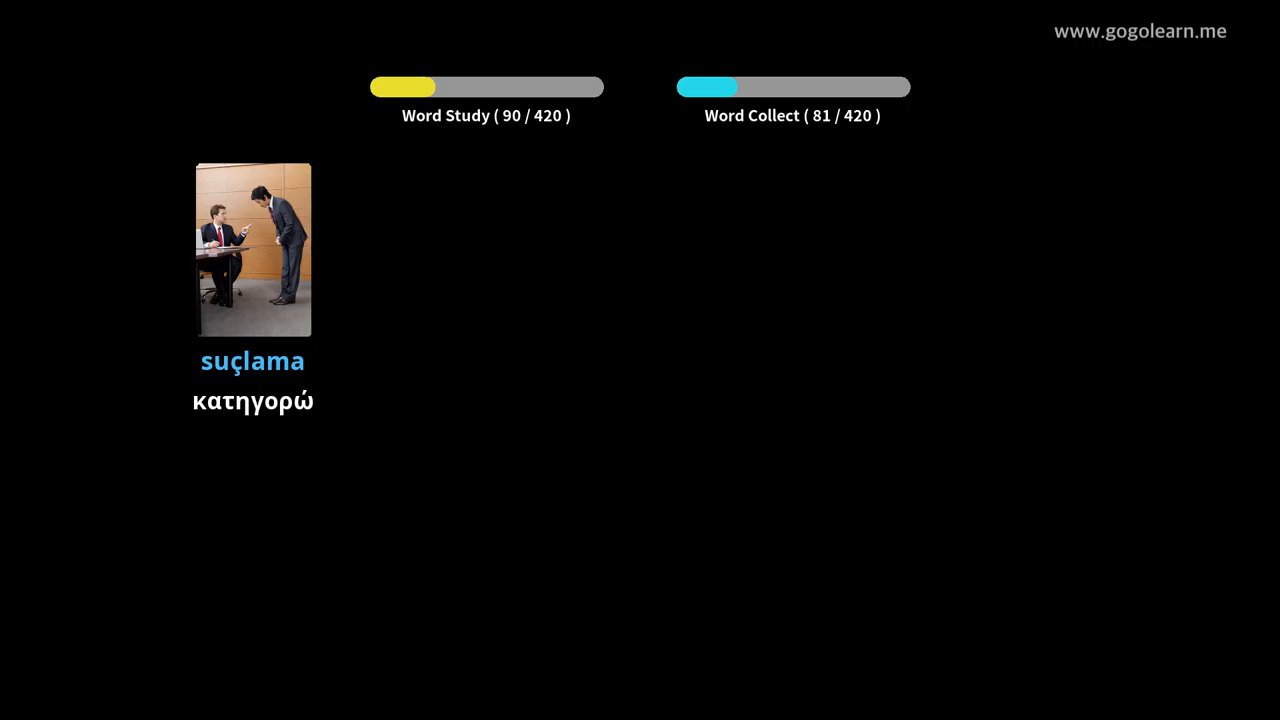 www.gogolearn.me
Word Study ( 90 / 420 )
Word Collect ( 81 / 420 )
suçlama
κατηγορώ